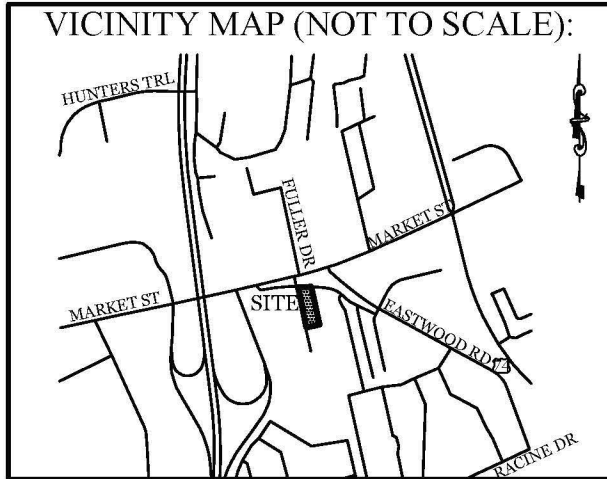 VICINITY MAP (NOT TO SCALE):
HUNTERS TRL
FULLER DR
MARKET ST
MARKET ST
SITE
EASTWOOD RD
RACINE DR